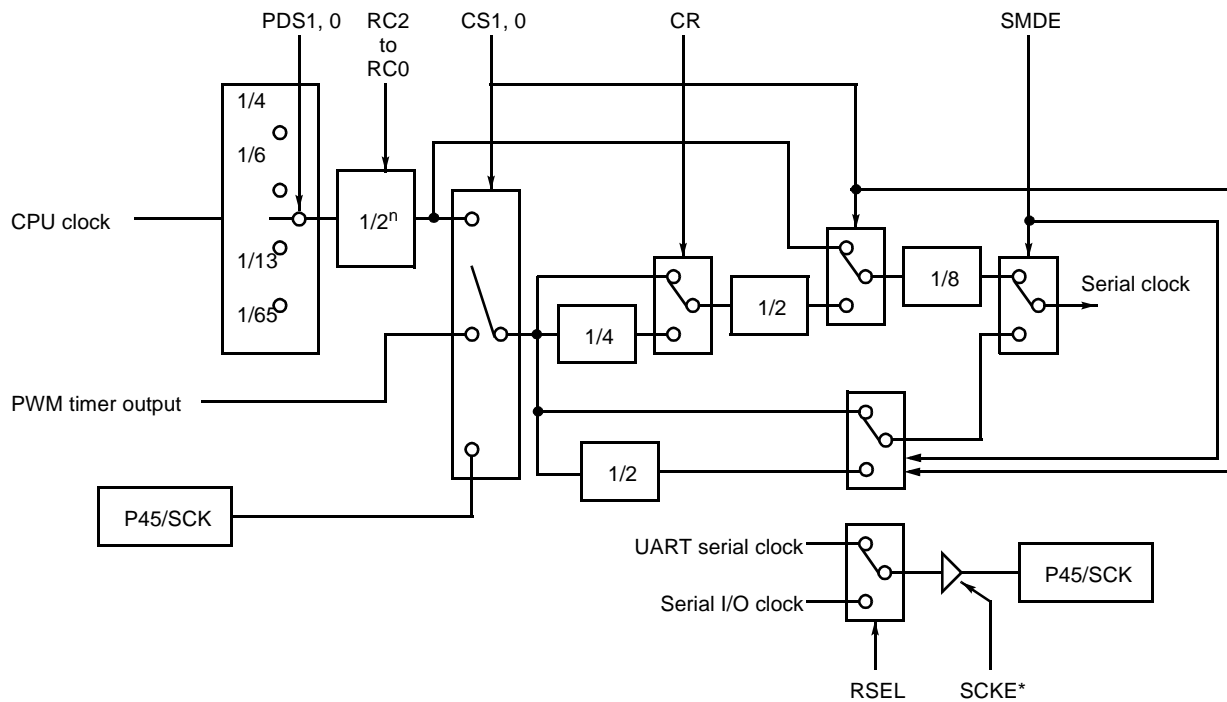 PDS1, 0
RC2
to
RC0
CS1, 0
CR
SMDE
1/4
1/6
1/13
1/65
CPU clock
1/2ⁿ
1/4
1/2
1/8
Serial clock
PWM timer output
1/2
P45/SCK
UART serial clock
Serial I/O clock
P45/SCK
RSEL
SCKE*